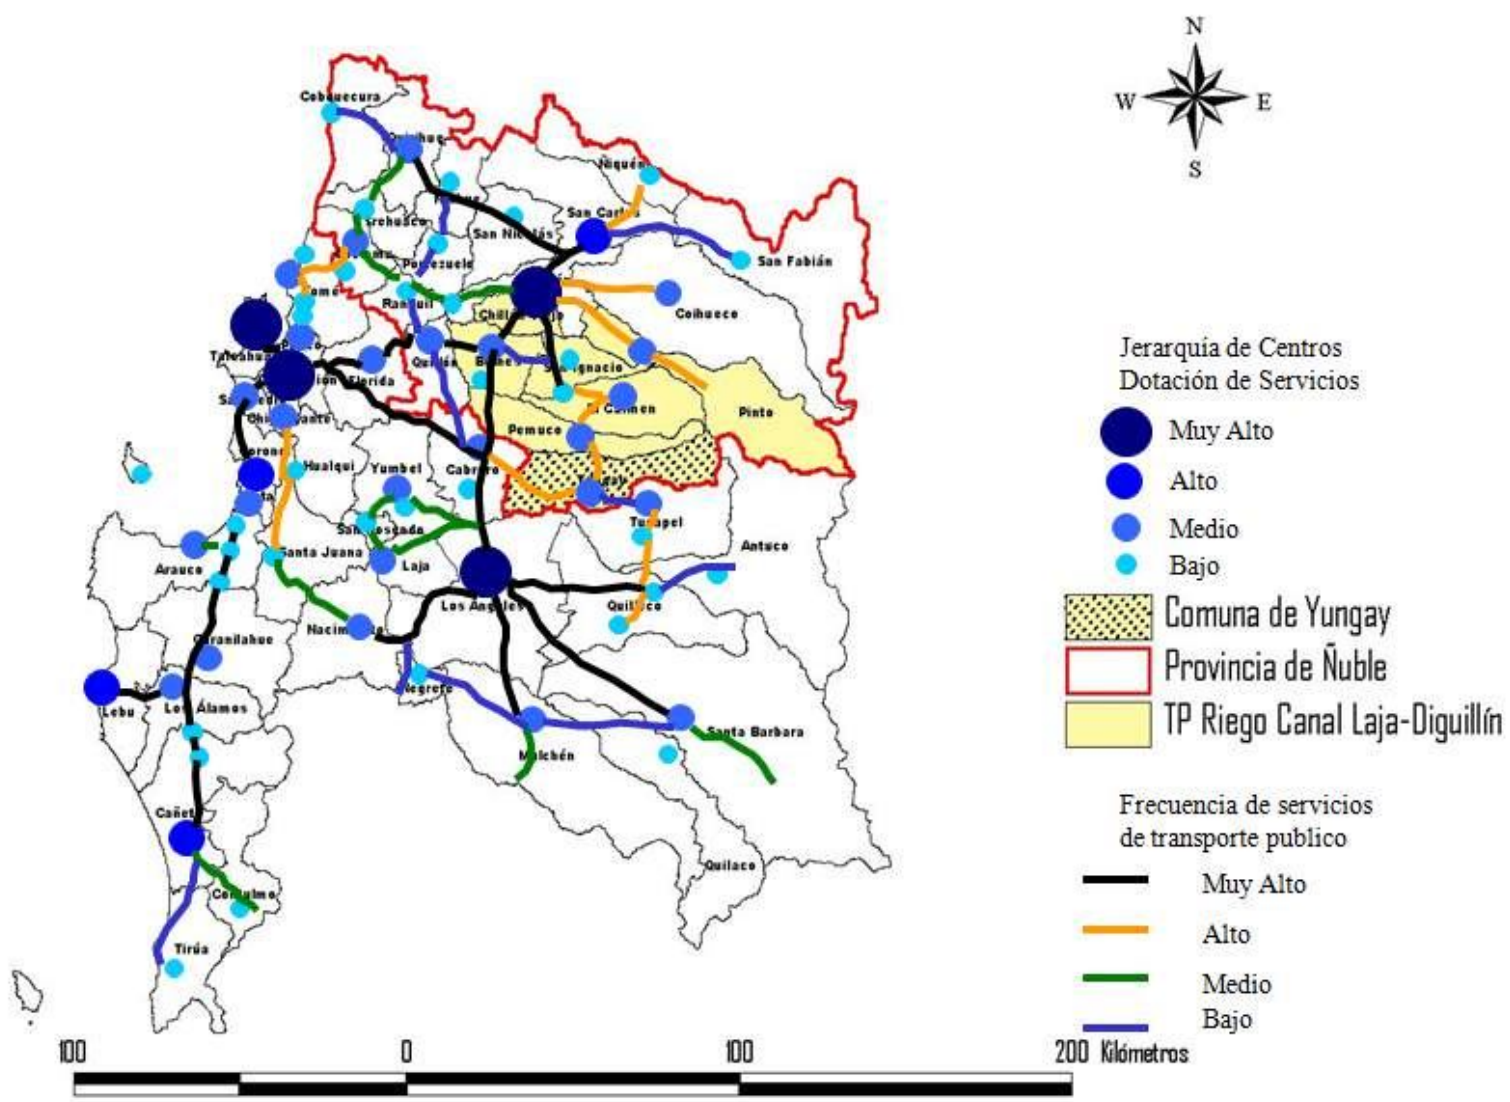 N
W
E
S
Cobquecura
Ñiquén
San Carlos
San Nicolás
San Fabián
Portezuelo
Coihueco
Ranquil
Tomé
Quillón
Florida
San Ignacio
El Carmen
Pinto
Pemuco
Cabrero
Hualqui
Yumbel
Yungay
Tucapel
San Rosendo
Santa Juana
Laja
Antuco
Arauco
Los Angeles
Quilleco
Nacimiento
Curanilahue
Negrete
Lebu
Los Álamos
Santa Barbara
Mulchén
Cañete
Quilaco
Contulmo
Tirúa
Jerarquía de Centros
Dotación de Servicios
Muy Alto
Alto
Medio
Bajo
Comuna de Yungay
Provincia de Ñuble
TP Riego Canal Laja-Diguillín
Frecuencia de servicios
de transporte publico
Muy Alto
Alto
Medio
Bajo
100
0
100
200 Kilómetros